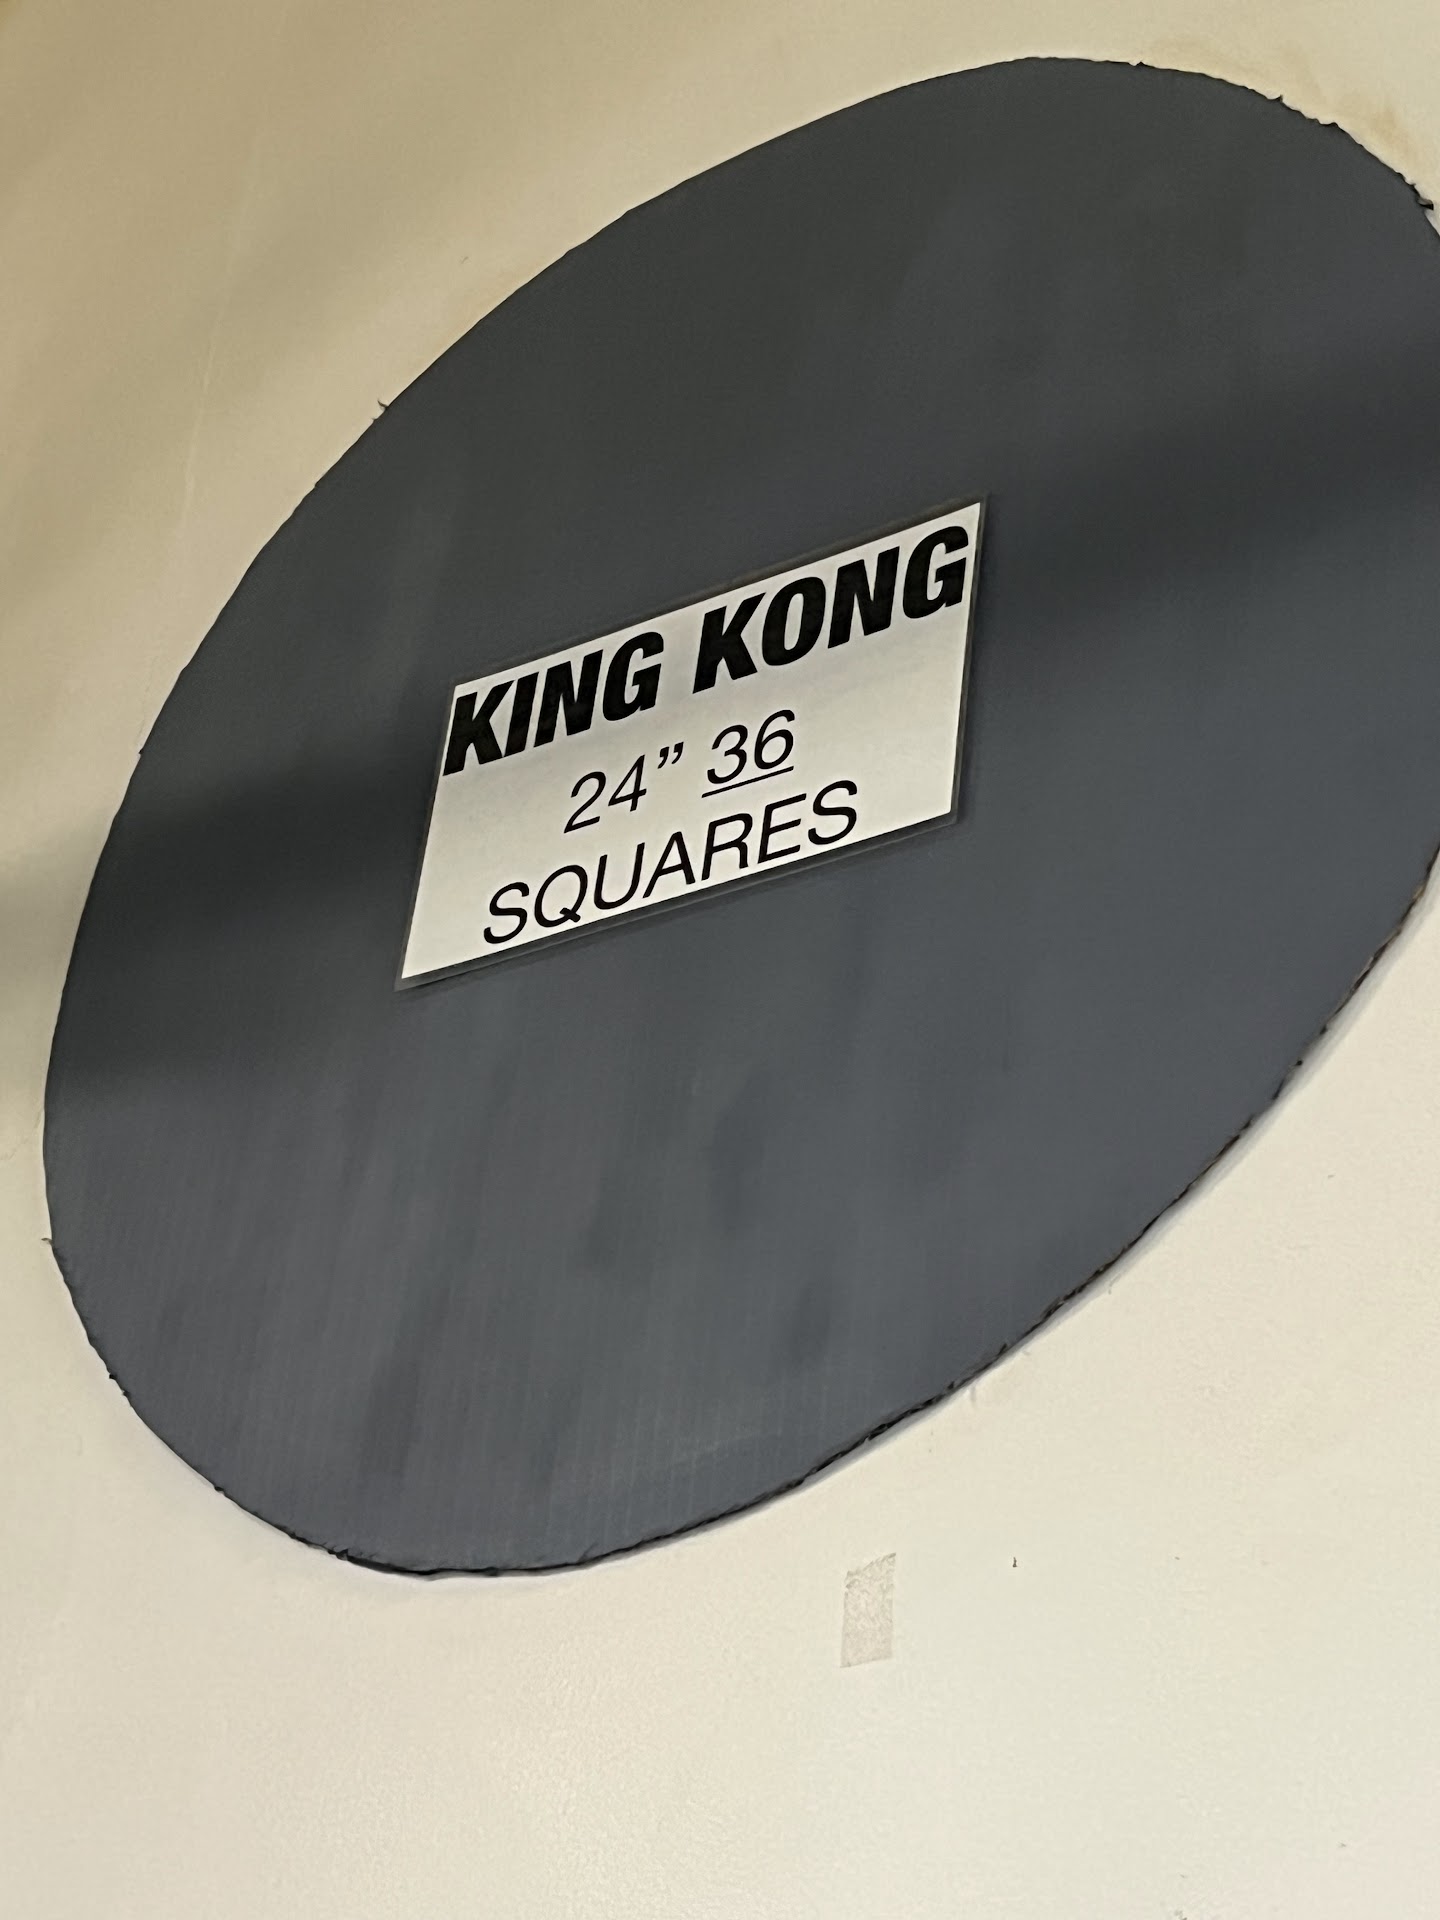 KING KONG
24” 36
SQUARES